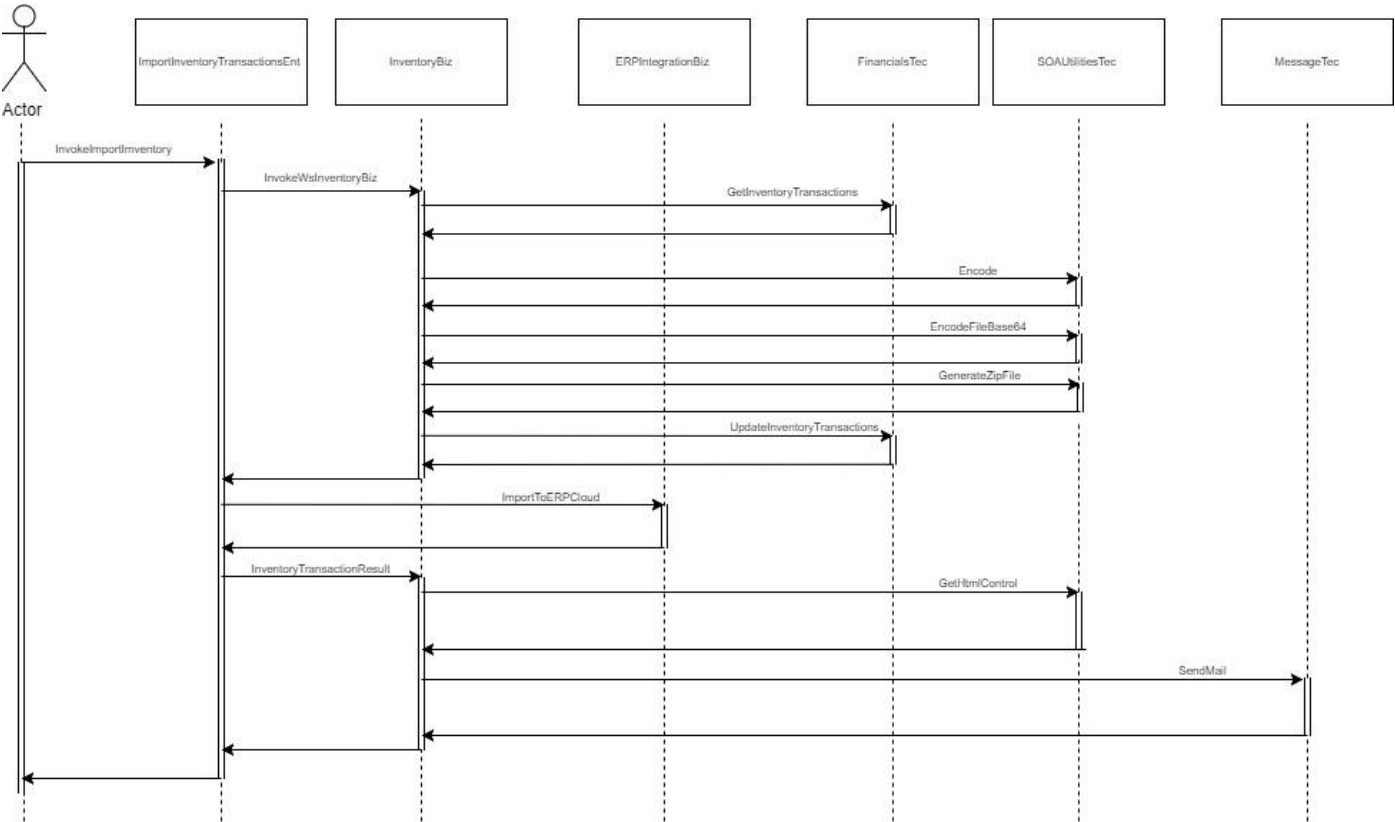 Actor
ImportInventoryTransactionsEnt
InventoryBiz
ERPIntegrationBiz
FinancialsTec
SOAUtilitiesTec
MessageTec
InvokeImportImventory
InvokeWsInventoryBiz
GetInventoryTransactions
Encode
EncodeFileBase64
GenerateZipFile
UpdateInventoryTransactions
ImportToERPCloud
InventoryTransactionResult
GetHtmlControl
SendMail